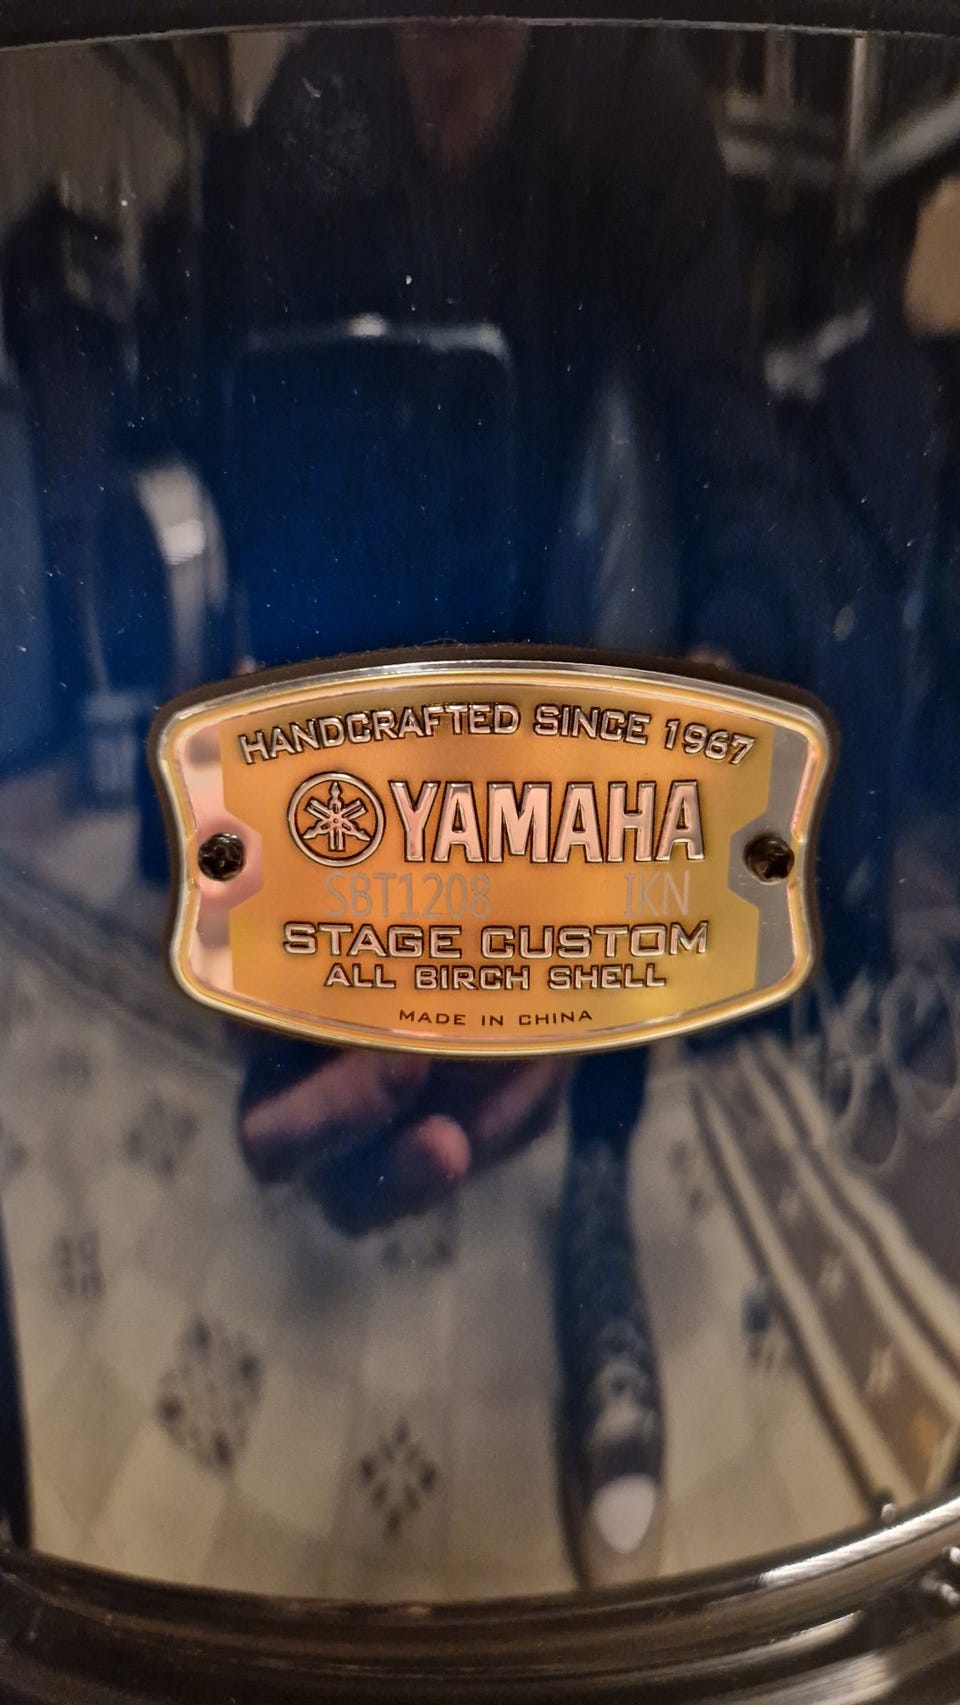 HANDCRAFTED SINCE 1967
YAMAHA
SBT1208 IKN
STAGE CUSTOM
ALL BIRCH SHELL
MADE IN CHINA